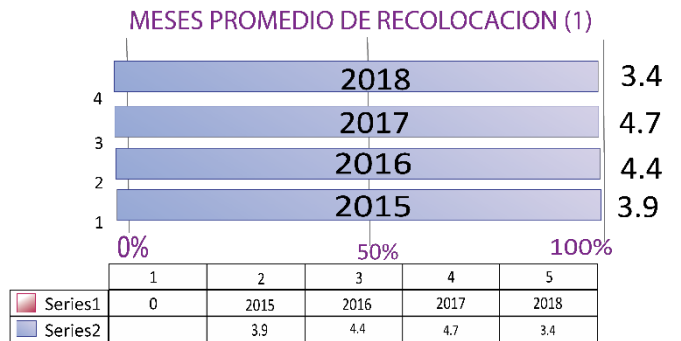 MESES PROMEDIO DE RECOLOCACION (1)
2018 3.4
4
2017 4.7
3
2016 4.4
2
2015 3.9
1
0% 50% 100%
1 2 3 4 5
Series1 0 2015 2016 2017 2018
Series2 3.9 4.4 4.7 3.4